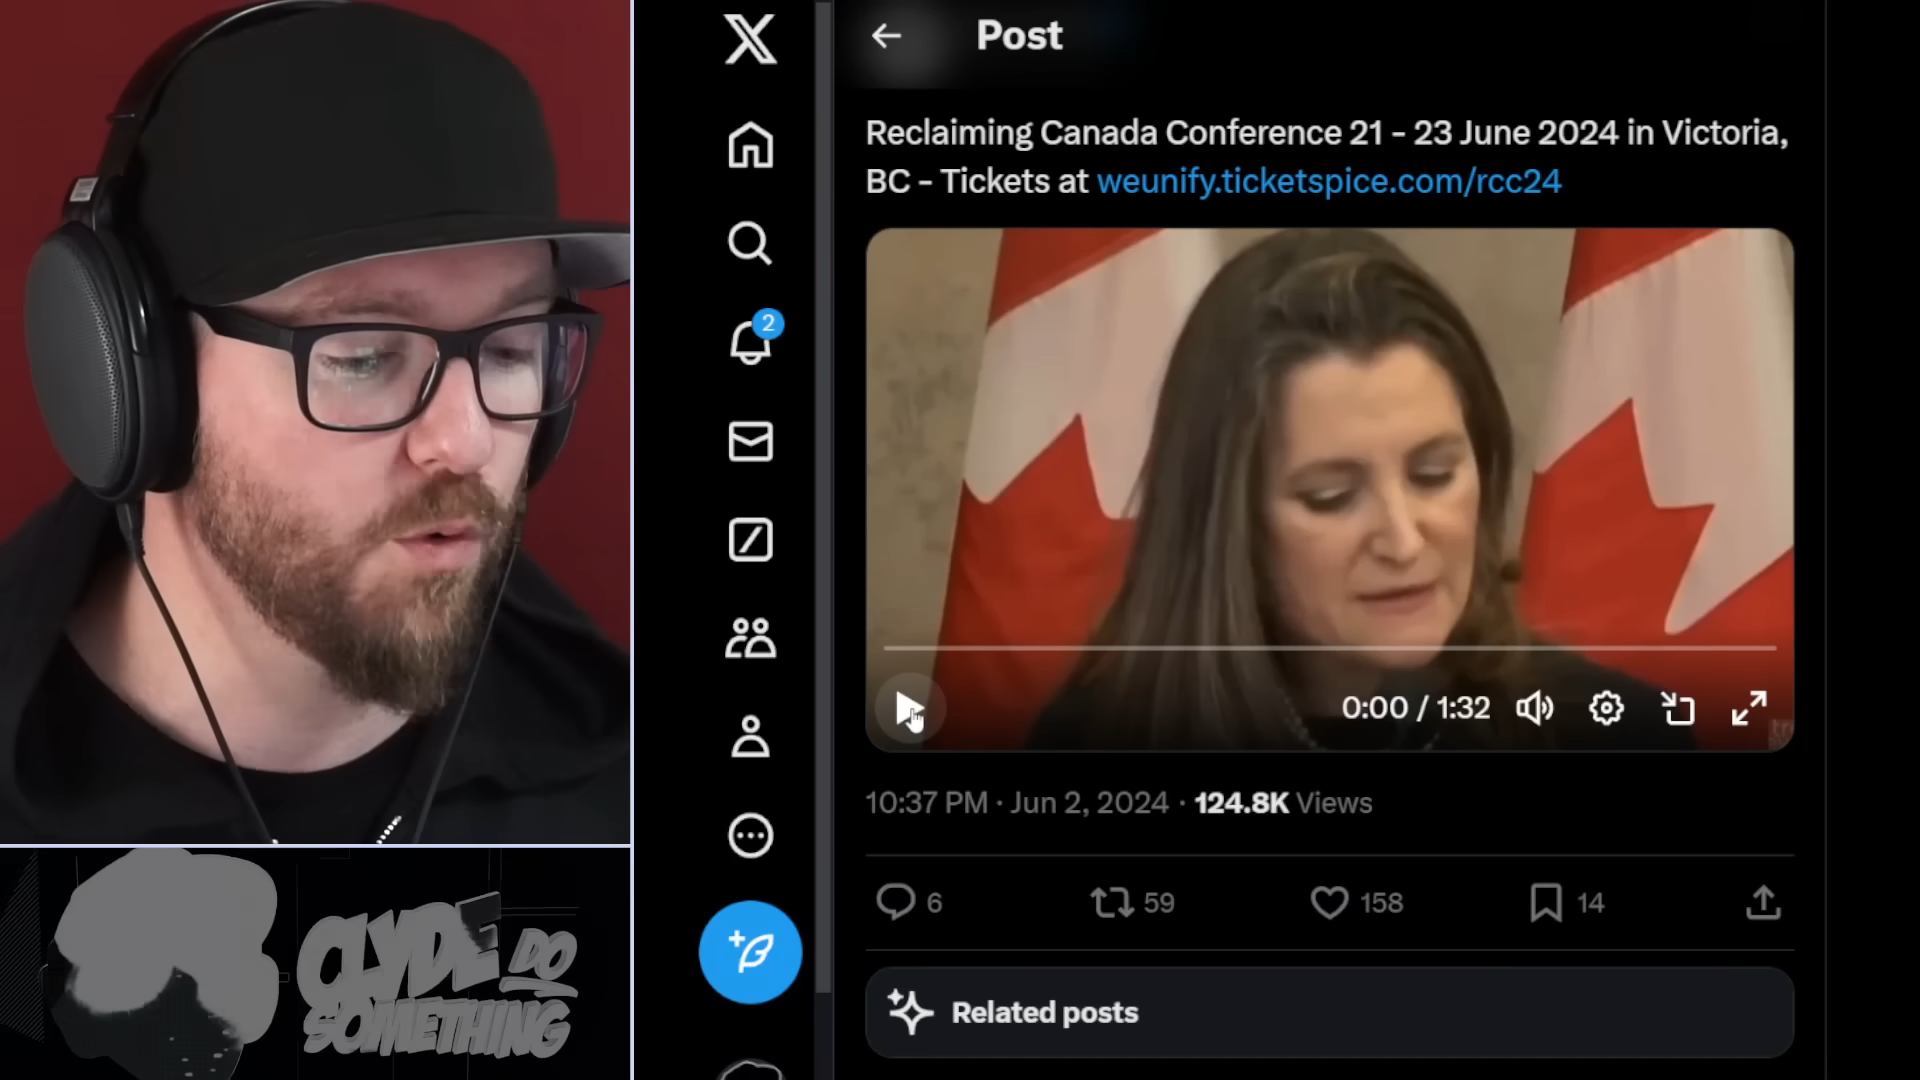 Post
Reclaiming Canada Conference 21 - 23 June 2024 in Victoria,
BC - Tickets at weunify.ticketspice.com/rcc24
2
0:00 / 1:32
10:37 PM · Jun 2, 2024 · 124.8K Views
6 59 158 14
Related posts
CLYDE DO
SOMETHING